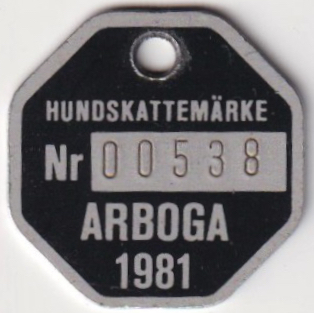 HUNDSKATTEMÄRKE
Nr 00538
ARBOGA
1981